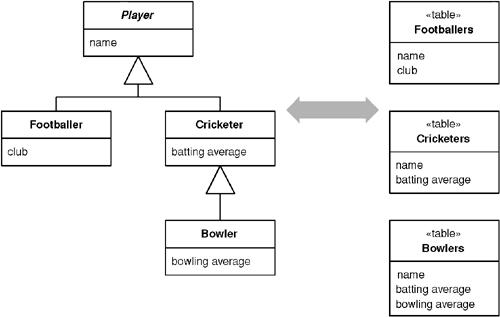 Player
name
Footballer
club
Cricketer
batting average
Bowler
bowling average
«table»
Footballers
name
club
«table»
Cricketers
name
batting average
«table»
Bowlers
name
batting average
bowling average